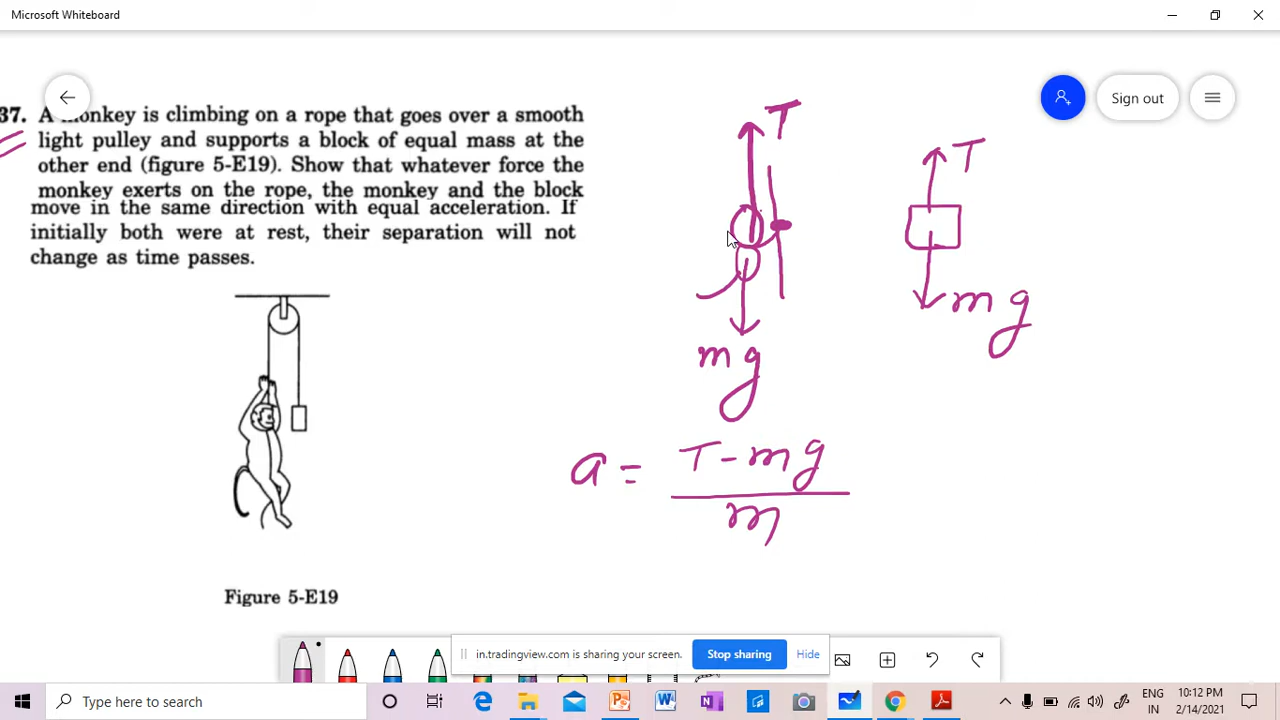 Microsoft Whiteboard
37. A monkey is climbing on a rope that goes over a smooth
light pulley and supports a block of equal mass at the
other end (figure 5-E19). Show that whatever force the
monkey exerts on the rope, the monkey and the block
move in the same direction with equal acceleration. If
initially both were at rest, their separation will not
change as time passes.
Figure 5-E19
Sign out
T
T
mg
mg
a = T - mg
m
in.tradingview.com is sharing your screen.
Stop sharing
Hide
Type here to search
ENG
IN
10:12 PM
2/14/2021